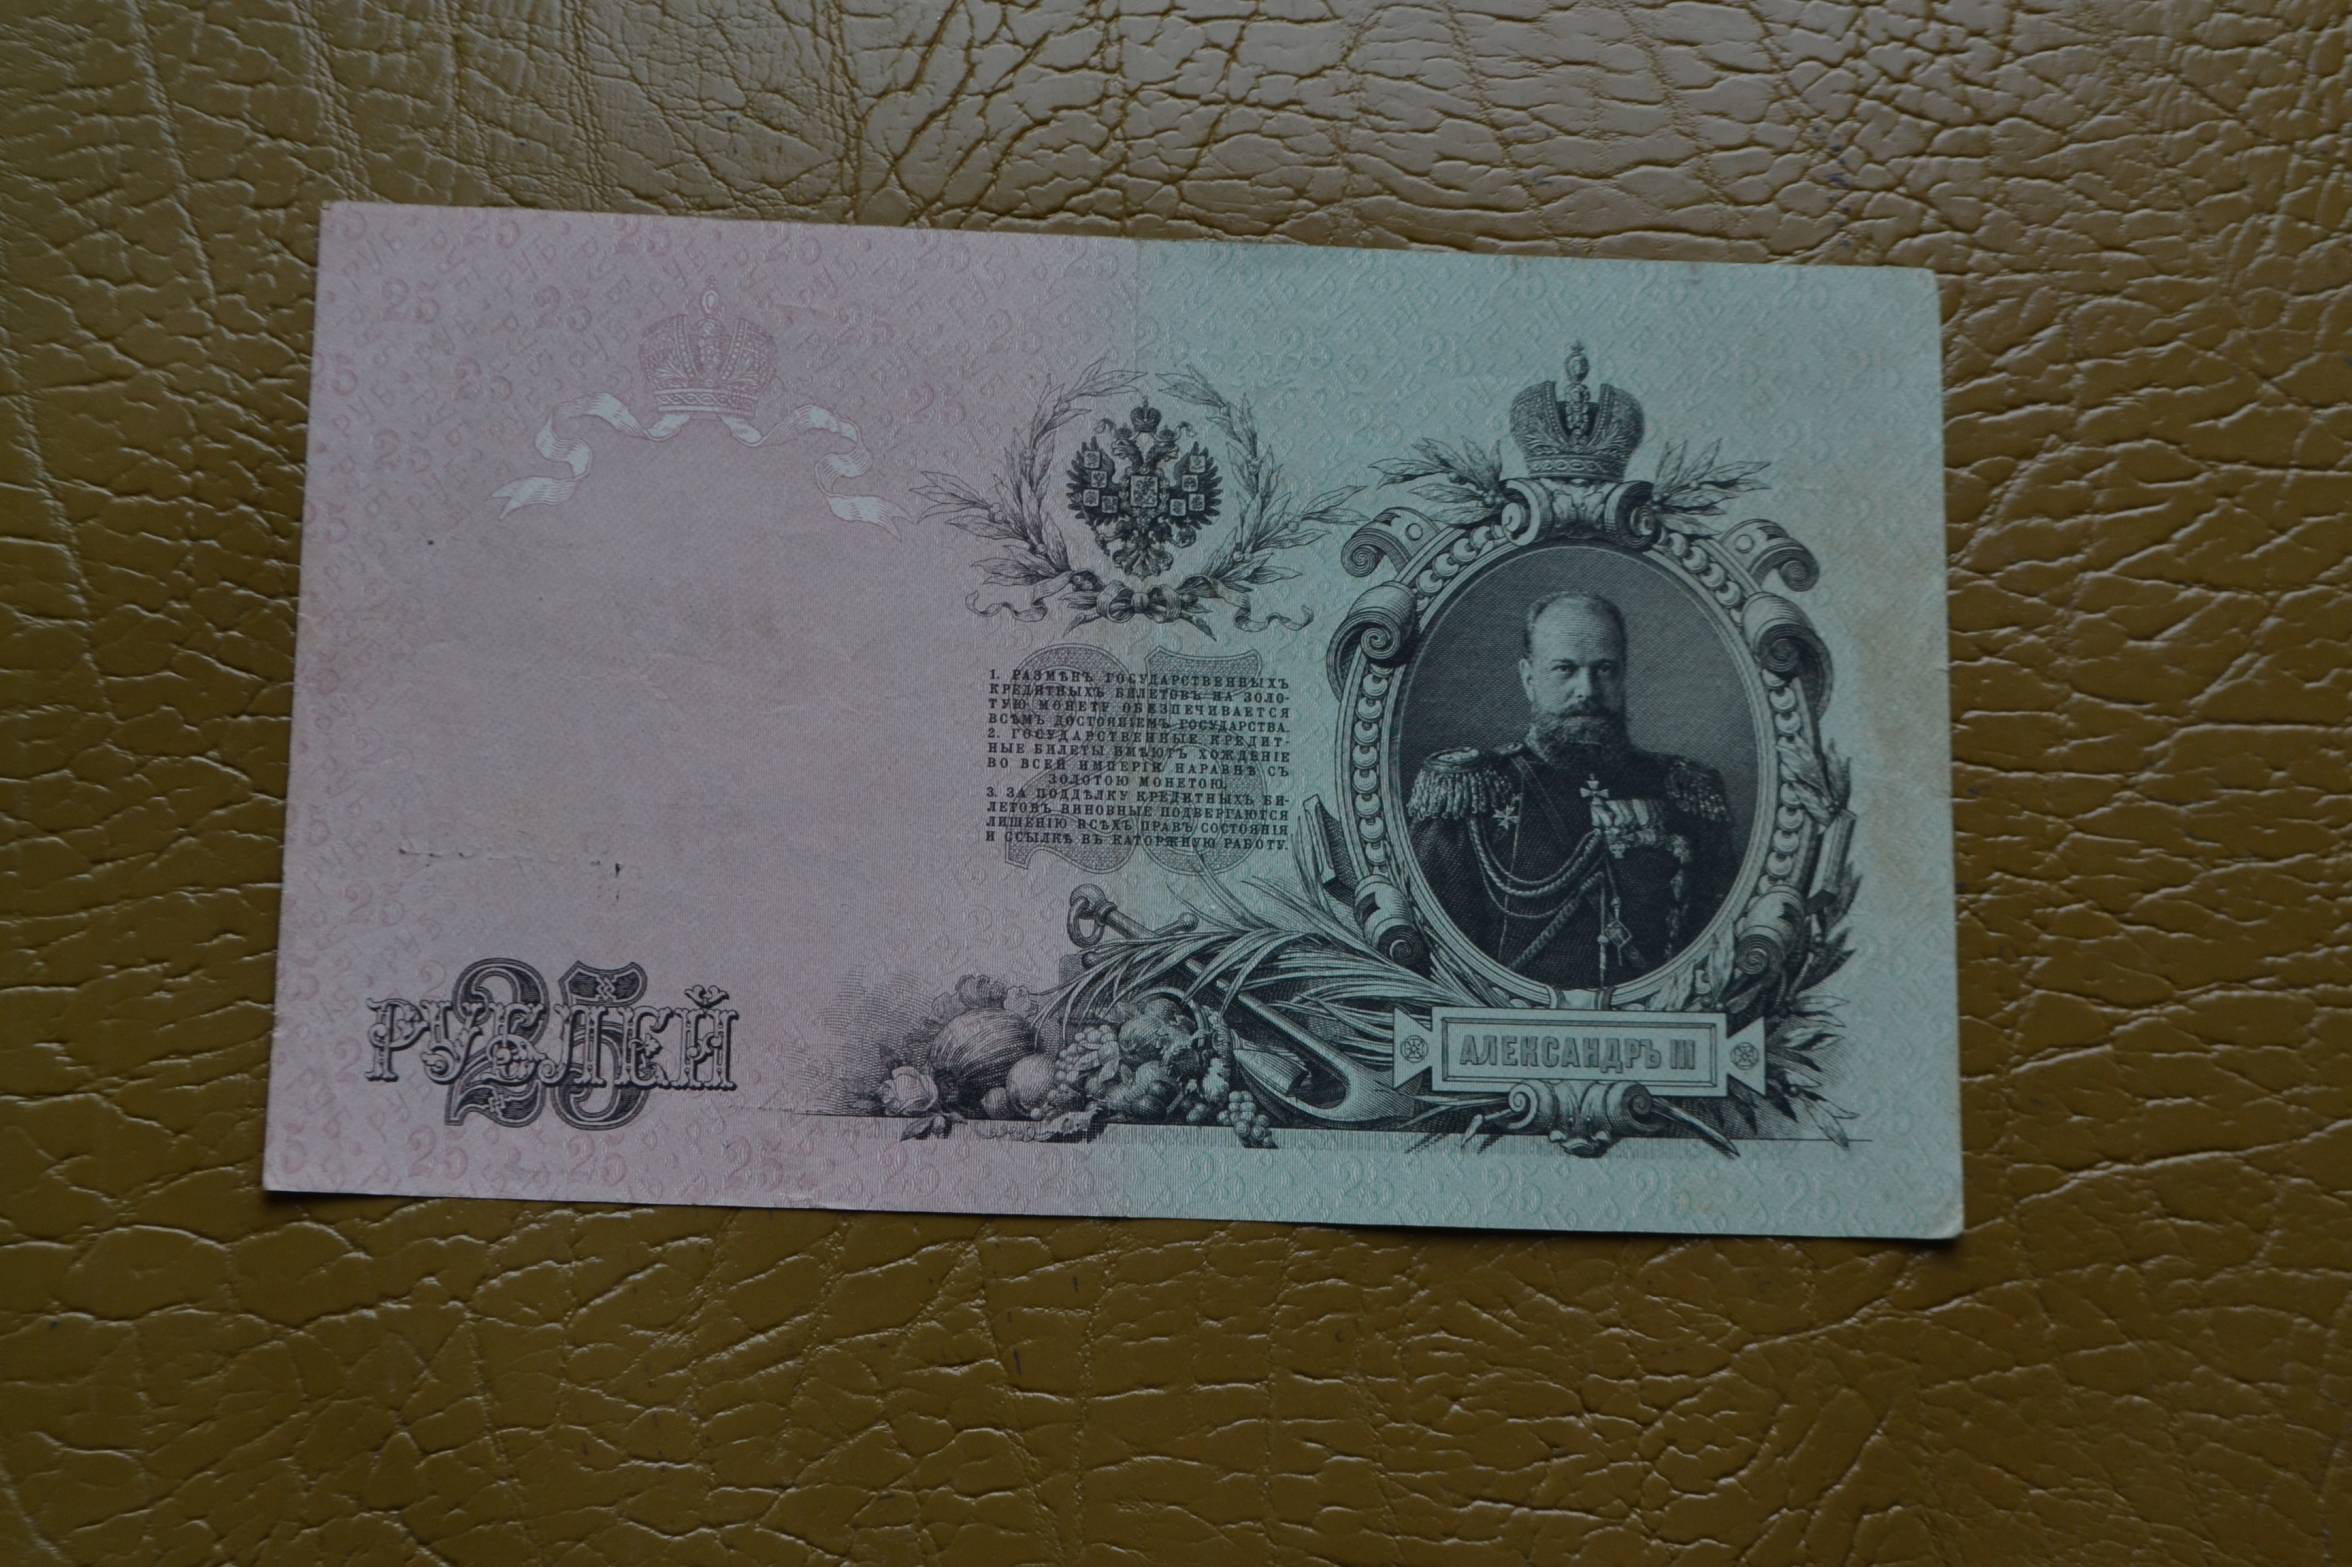 1. РАЗМѢНЪ ГОСУДАРСТВЕННЫХЪ
КРЕДИТНЫХЪ БИЛЕТОВЪ НА ЗОЛО-
ТУЮ МОНЕТУ ОБЕЗПЕЧИВАЕТСЯ
ВСѢМЪ ДОСТОЯНІЕМЪ ГОСУДАРСТВА.
2. ГОСУДАРСТВЕННЫЕ КРЕДИТ-
НЫЕ БИЛЕТЫ ИМѢЮТЪ ХОЖДЕНІЕ
ВО ВСЕЙ ИМПЕРІИ НАРАВНѢ СЪ
ЗОЛОТОЮ МОНЕТОЮ.
3. ЗА ПОДДѢЛКУ КРЕДИТНЫХЪ БИ-
ЛЕТОВЪ ВИНОВНЫЕ ПОДВЕРГАЮТСЯ
ЛИШЕНІЮ ВСѢХЪ ПРАВЪ СОСТОЯНІЯ
И ССЫЛКѢ ВЪ КАТОРЖНУЮ РАБОТУ.
25
25
РУБЛЕЙ
АЛЕКСАНДРЪ III